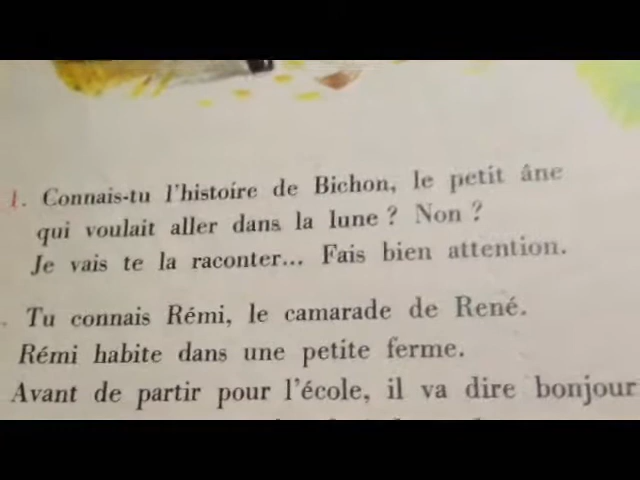 1. Connais-tu l'histoire de Bichon, le petit âne
qui voulait aller dans la lune ? Non ?
Je vais te la raconter... Fais bien attention.
Tu connais Rémi, le camarade de René.
Rémi habite dans une petite ferme.
Avant de partir pour l'école, il va dire bonjour